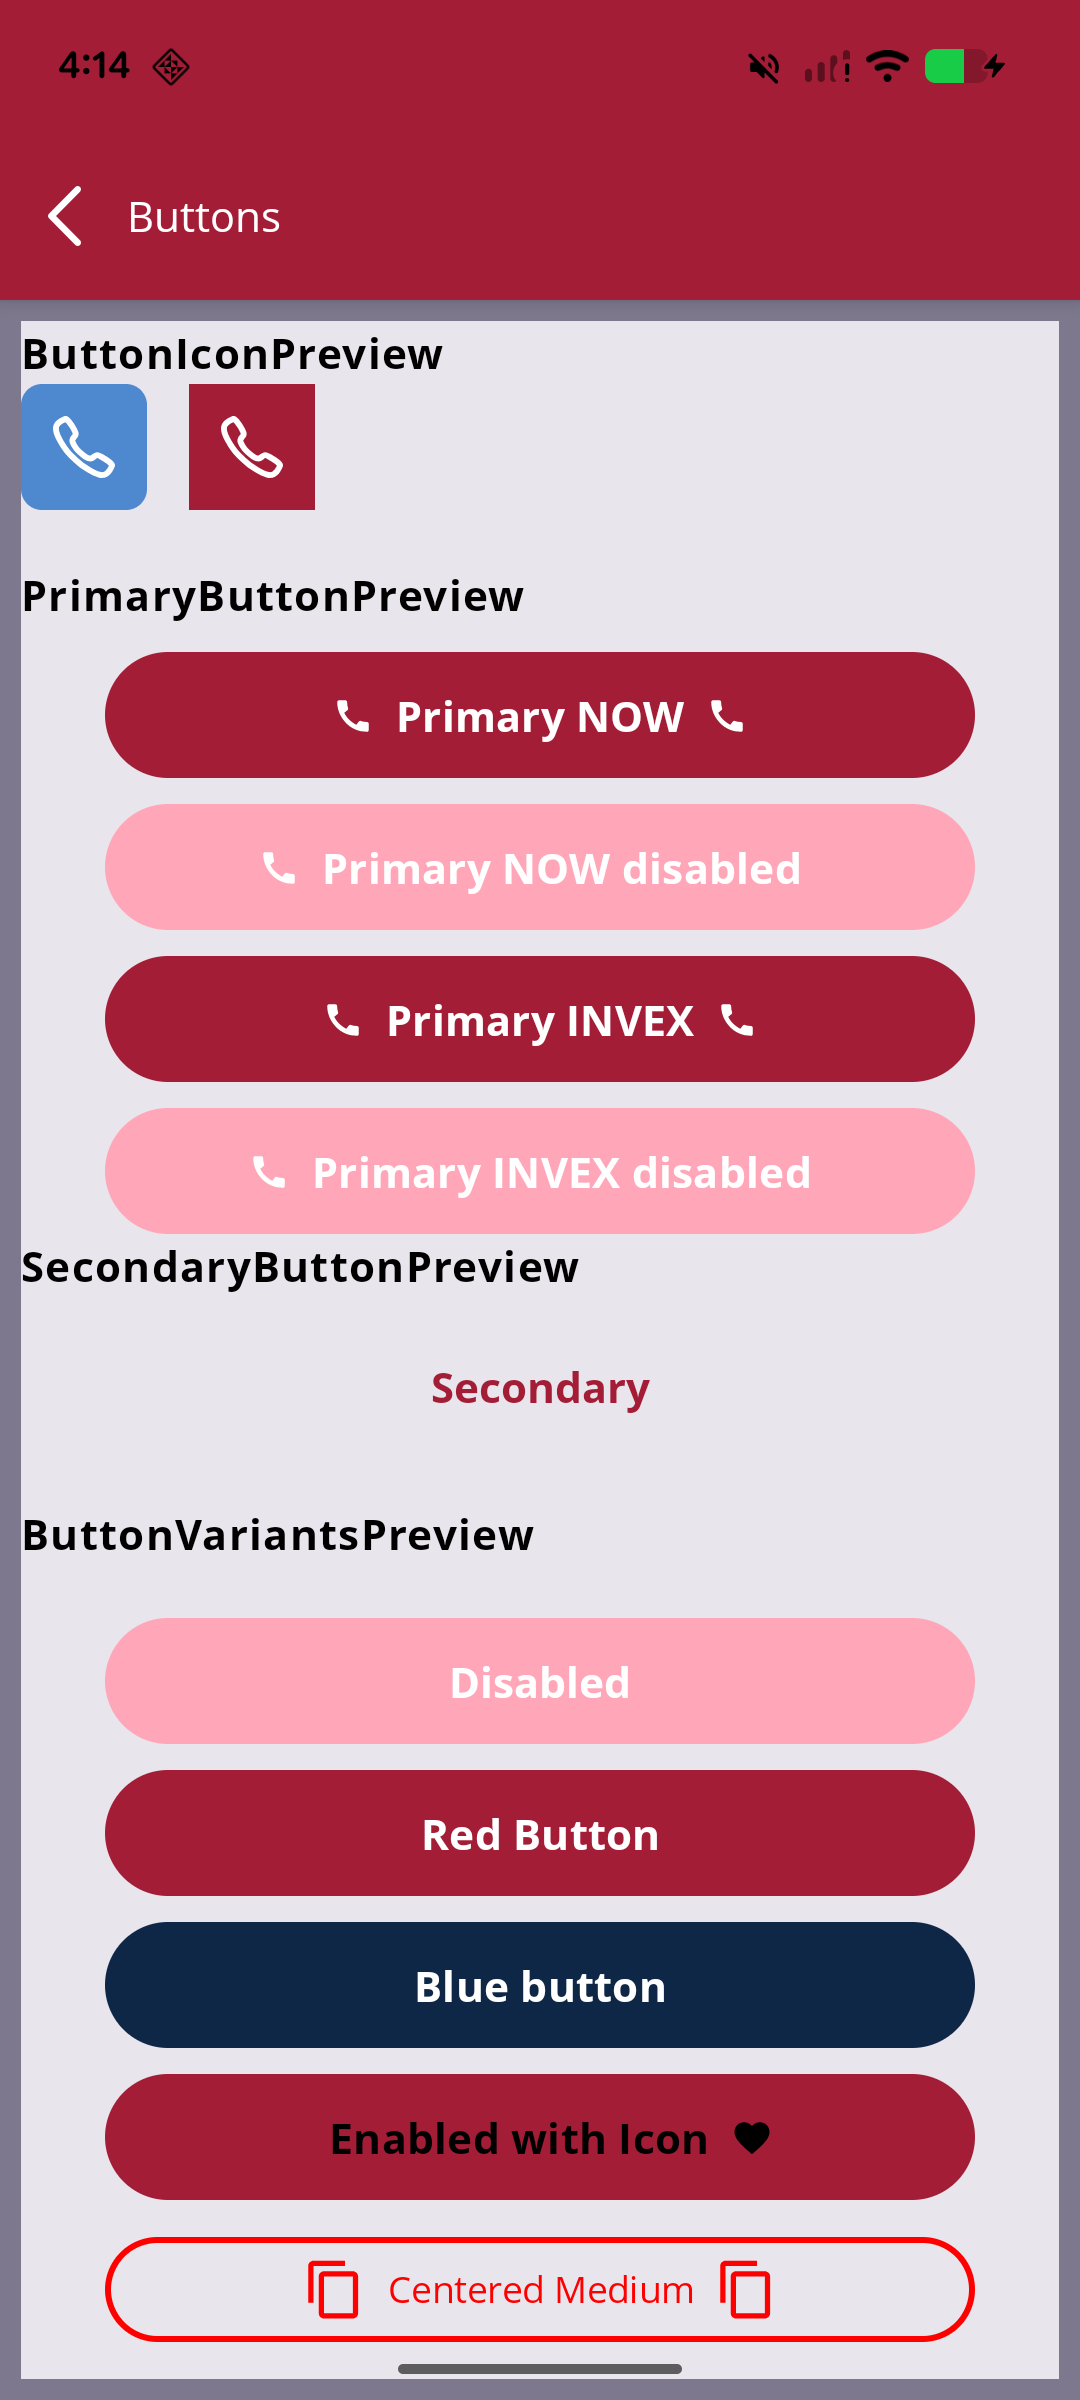 4:14
Buttons
ButtonIconPreview
PrimaryButtonPreview
Primary NOW
Primary NOW disabled
Primary INVEX
Primary INVEX disabled
SecondaryButtonPreview
Secondary
ButtonVariantsPreview
Disabled
Red Button
Blue button
Enabled with Icon
Centered Medium